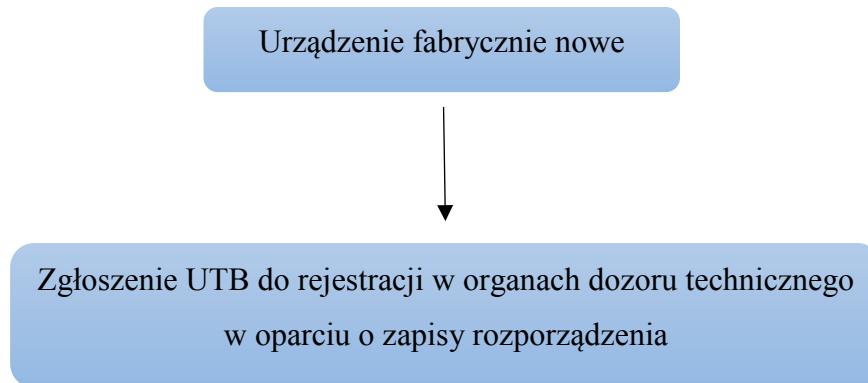 Urządzenie fabrycznie nowe
Zgłoszenie UTB do rejestracji w organach dozoru technicznego
w oparciu o zapisy rozporządzenia